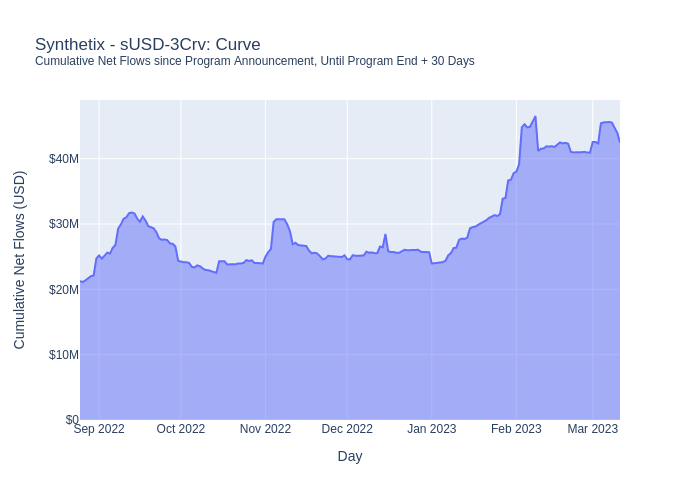 Synthetix - sUSD-3Crv: Curve
Cumulative Net Flows since Program Announcement, Until Program End + 30 Days
Cumulative Net Flows (USD)
$40M
$30M
$20M
$10M
$0
Sep 2022 Oct 2022 Nov 2022 Dec 2022 Jan 2023 Feb 2023 Mar 2023
Day